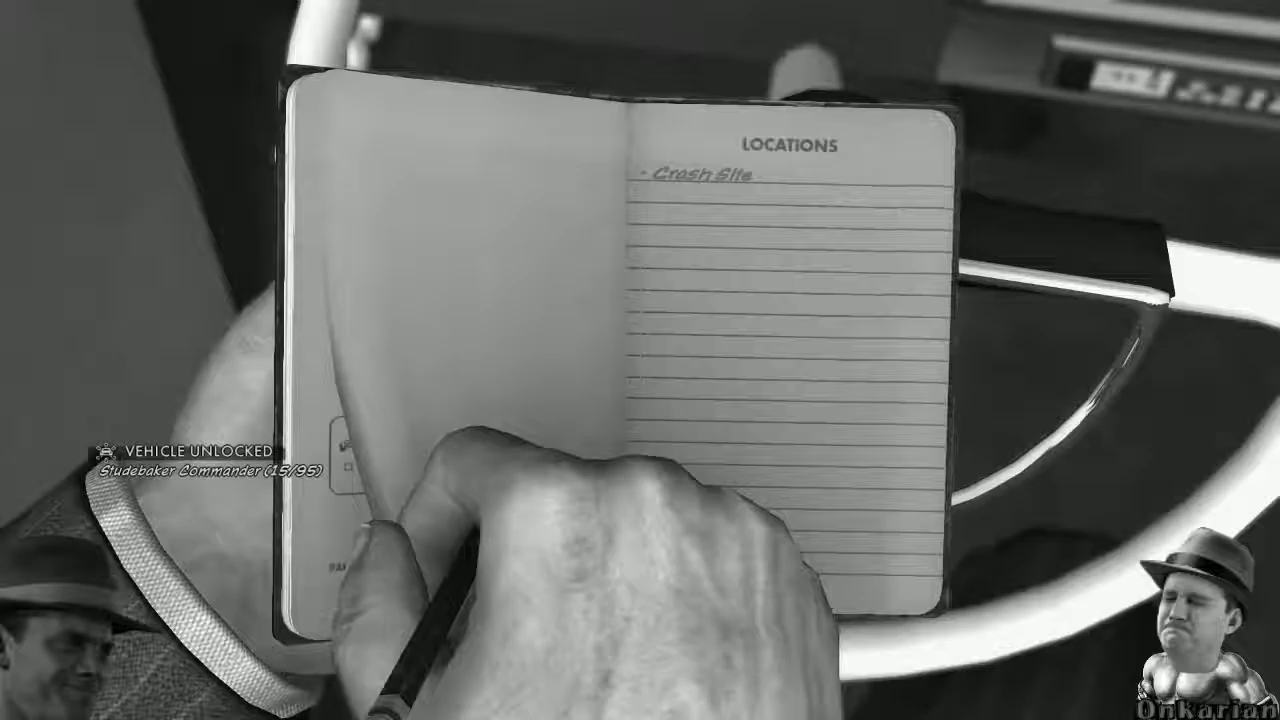 LOCATIONS
- Crash Site
VEHICLE UNLOCKED
Studebaker Commander (15/95)
Onkarian